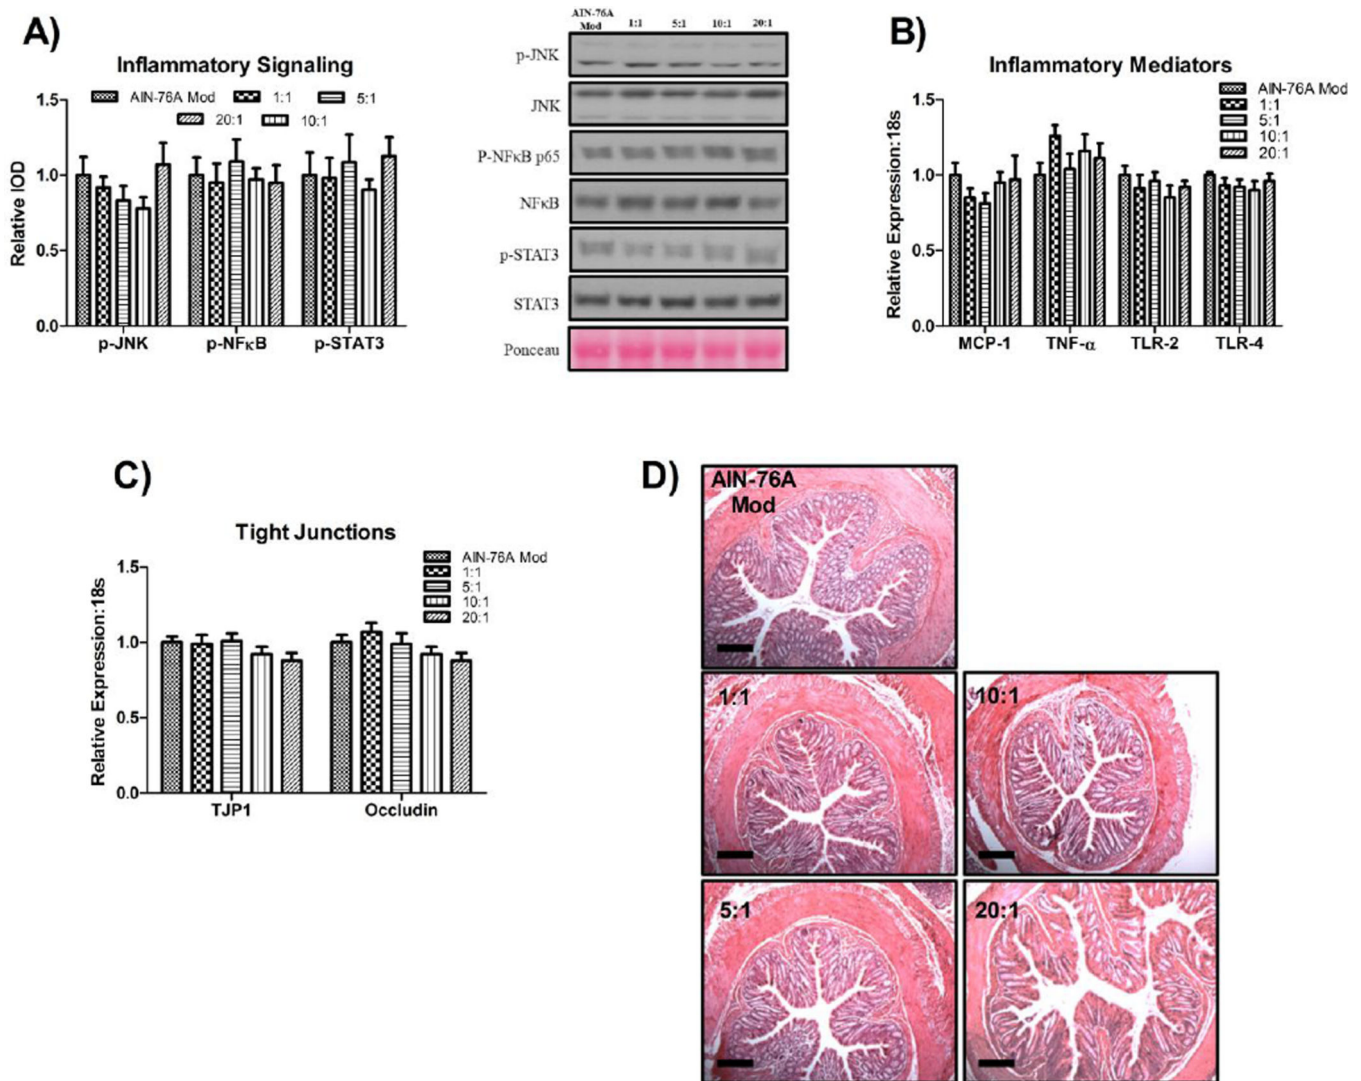 A)
Inflammatory Signaling
AIN-76A Mod 1:1 5:1
20:1 10:1
Relative IOD
1.5
1.0
0.5
0.0
p-JNK p-NFκB p-STAT3
AIN-76A
Mod 1:1 5:1 10:1 20:1
p-JNK
JNK
P-NFκB p65
NFκB
p-STAT3
STAT3
Ponceau
B)
Inflammatory Mediators
AIN-76A Mod
1:1
5:1
10:1
20:1
Relative Expression:18s
1.5
1.0
0.5
0.0
MCP-1 TNF-α TLR-2 TLR-4
C)
Tight Junctions
AIN-76A Mod
1:1
5:1
10:1
20:1
Relative Expression:18s
1.5
1.0
0.5
0.0
TJP1 Occludin
D)
AIN-76A
Mod
1:1
10:1
5:1
20:1